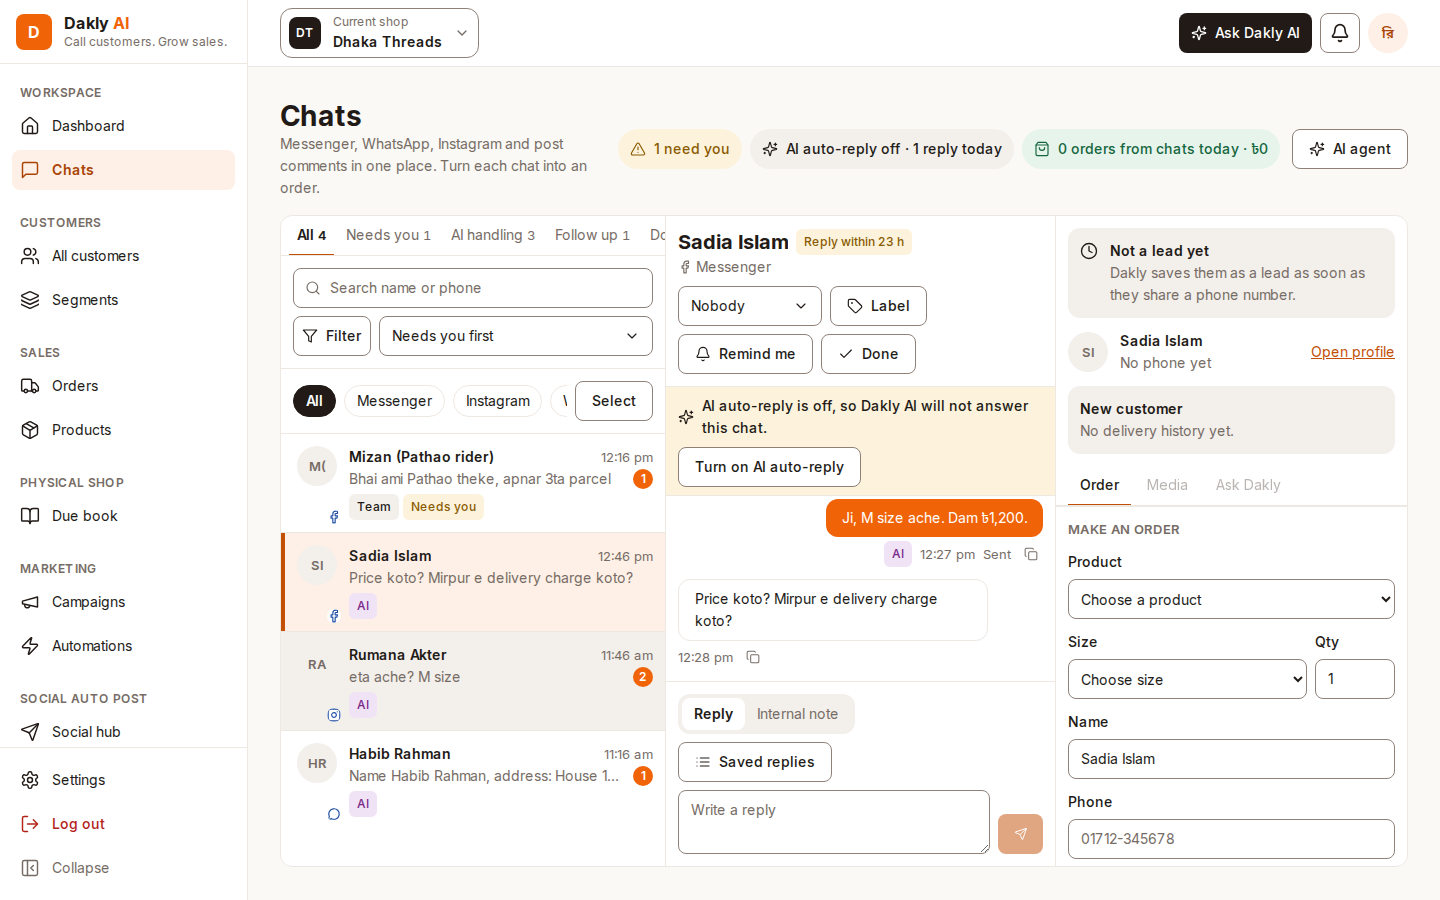 D
Dakly AI
Call customers. Grow sales.
WORKSPACE
Dashboard
Chats
CUSTOMERS
All customers
Segments
SALES
Orders
Products
PHYSICAL SHOP
Due book
MARKETING
Campaigns
Automations
SOCIAL AUTO POST
Social hub
Settings
Log out
Collapse
DT
Current shop
Dhaka Threads
Ask Dakly AI
রি
Chats
Messenger, WhatsApp, Instagram and post
comments in one place. Turn each chat into an
order.
1 need you
AI auto-reply off · 1 reply today
0 orders from chats today · ৳0
AI agent
All 4
Needs you 1
AI handling 3
Follow up 1
Do
Search name or phone
Filter
Needs you first
All
Messenger
Instagram
Select
M(
Mizan (Pathao rider)
12:16 pm
Bhai ami Pathao theke, apnar 3ta parcel
1
Team
Needs you
SI
Sadia Islam
12:46 pm
Price koto? Mirpur e delivery charge koto?
AI
RA
Rumana Akter
11:46 am
eta ache? M size
2
AI
HR
Habib Rahman
11:16 am
Name Habib Rahman, address: House 1...
1
AI
Sadia Islam
Reply within 23 h
Messenger
Nobody
Label
Remind me
Done
AI auto-reply is off, so Dakly AI will not answer
this chat.
Turn on AI auto-reply
Ji, M size ache. Dam ৳1,200.
AI
12:27 pm
Sent
Price koto? Mirpur e delivery charge
koto?
12:28 pm
Reply
Internal note
Saved replies
Write a reply
Not a lead yet
Dakly saves them as a lead as soon as
they share a phone number.
SI
Sadia Islam
No phone yet
Open profile
New customer
No delivery history yet.
Order
Media
Ask Dakly
MAKE AN ORDER
Product
Choose a product
Size
Qty
Choose size
1
Name
Sadia Islam
Phone
01712-345678